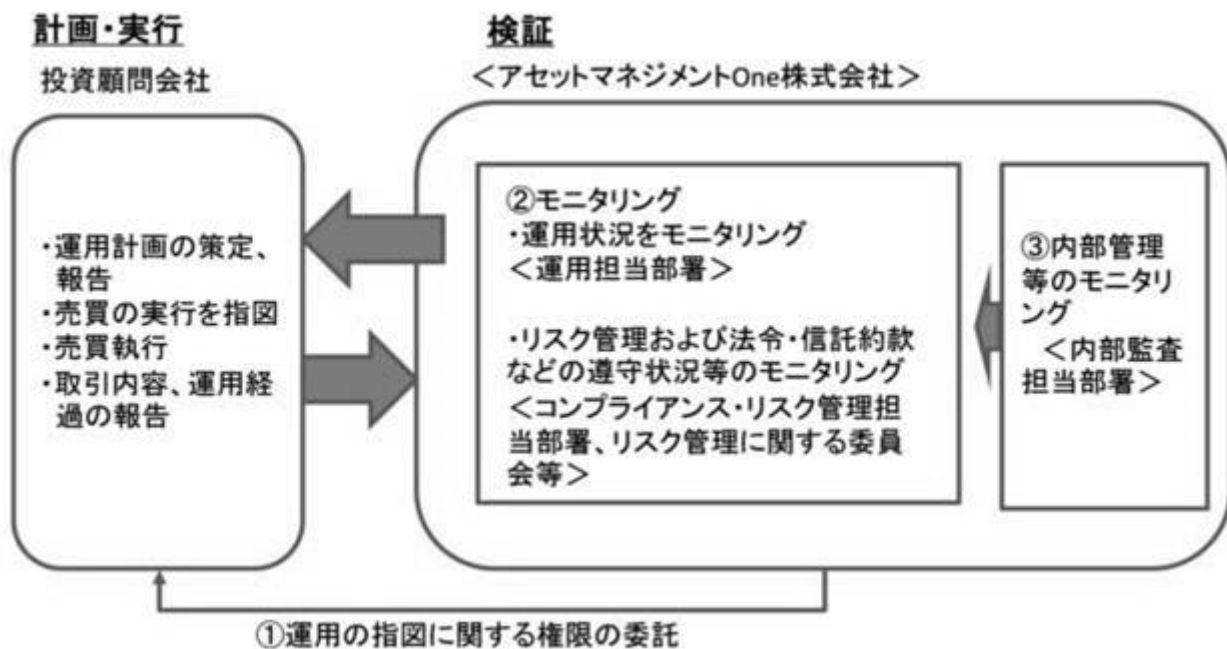 計画・実行
投資顧問会社
・運用計画の策定、
報告
・売買の実行を指図
・売買執行
・取引内容、運用経
過の報告
検証
＜アセットマネジメントOne株式会社＞
②モニタリング
・運用状況をモニタリング
＜運用担当部署＞
・リスク管理および法令・信託約款
などの遵守状況等のモニタリング
＜コンプライアンス・リスク管理担
当部署、リスク管理に関する委員
会等＞
③内部管理
等のモニタリ
ング
＜内部監査
担当部署＞
①運用の指図に関する権限の委託